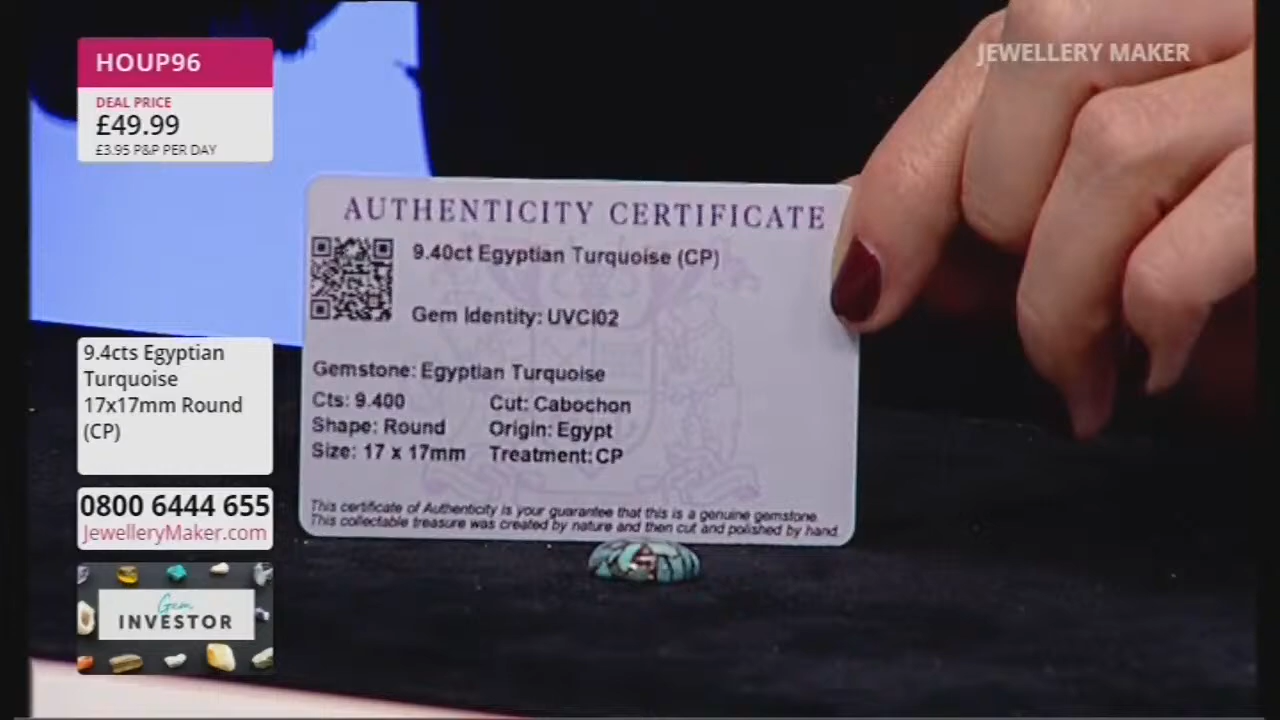 HOUP96
DEAL PRICE
£49.99
£3.95 P&P PER DAY
JEWELLERY MAKER
AUTHENTICITY CERTIFICATE
9.40ct Egyptian Turquoise (CP)
Gem Identity: UVCI02
Gemstone: Egyptian Turquoise
Cts: 9.400 Cut: Cabochon
Shape: Round Origin: Egypt
Size: 17 x 17mm Treatment: CP
This certificate of Authenticity is your guarantee that this is a genuine gemstone.
This collectable treasure was created by nature and then cut and polished by hand.
9.4cts Egyptian
Turquoise
17x17mm Round
(CP)
0800 6444 655
JewelleryMaker.com
Gem
INVESTOR